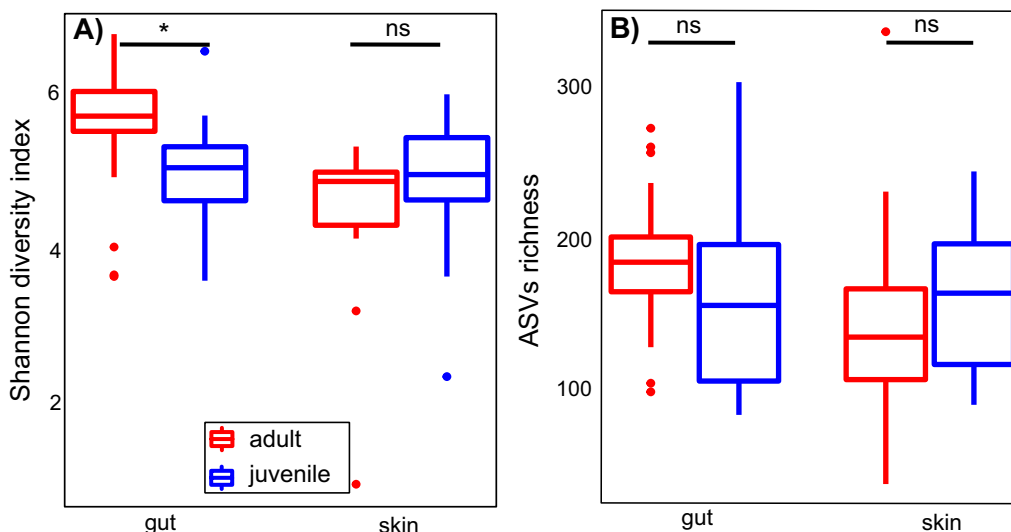 A)
*
ns
Shannon diversity index
6
4
2
adult
juvenile
gut
skin
B)
ns
ns
ASVs richness
300
200
100
gut
skin